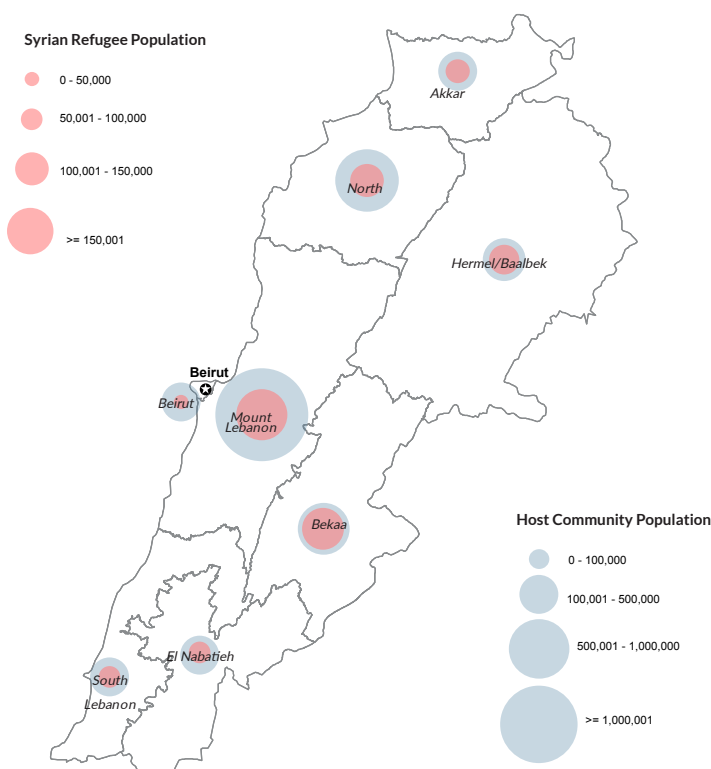 Syrian Refugee Population
0 - 50,000
50,001 - 100,000
100,001 - 150,000
>= 150,001
Akkar
North
Hermel/Baalbek
Beirut
Beirut
Mount
Lebanon
Bekaa
El Nabatieh
South
Lebanon
Host Community Population
0 - 100,000
100,001 - 500,000
500,001 - 1,000,000
>= 1,000,001